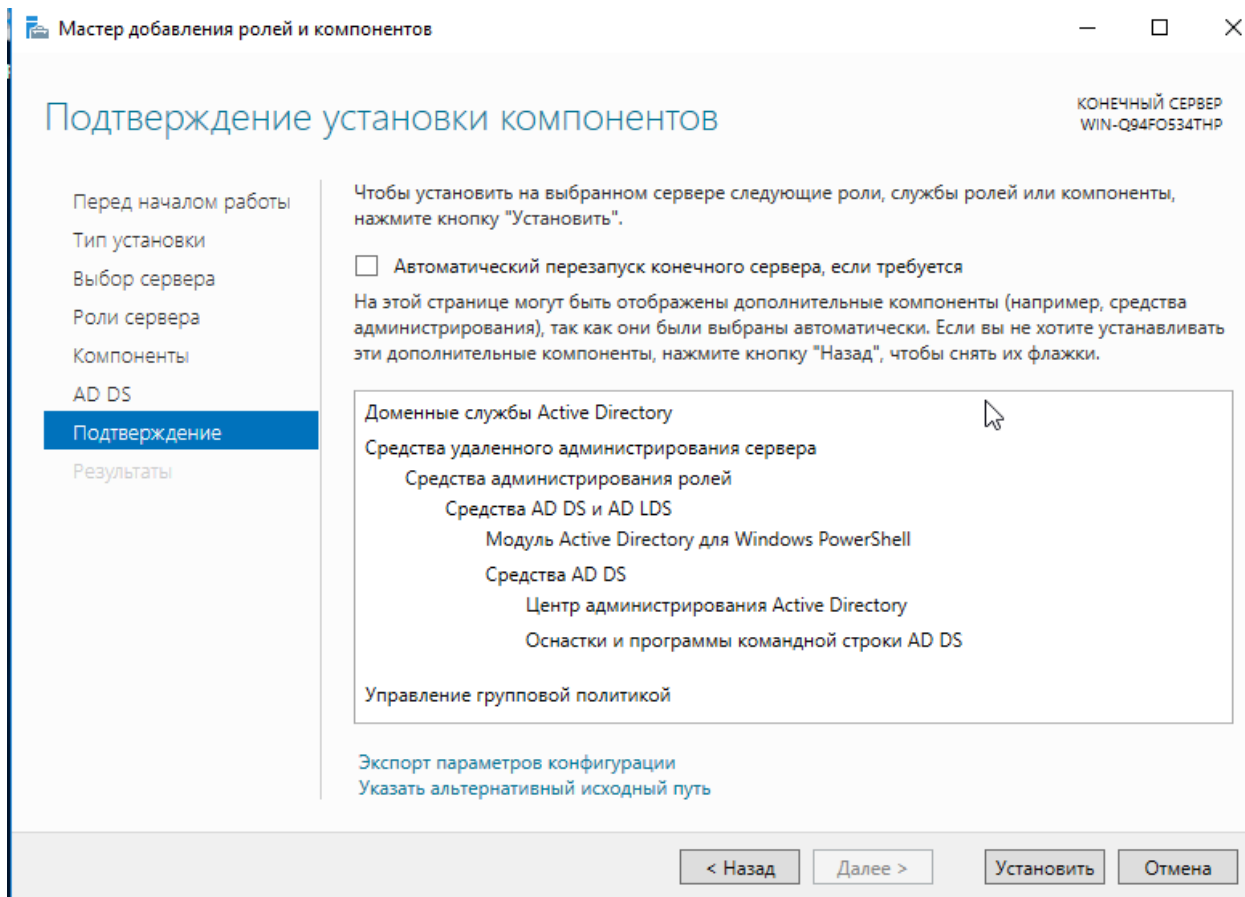 Мастер добавления ролей и компонентов
Подтверждение установки компонентов
КОНЕЧНЫЙ СЕРВЕР
WIN-Q94FO534THP
Перед началом работы
Тип установки
Выбор сервера
Роли сервера
Компоненты
AD DS
Подтверждение
Результаты
Чтобы установить на выбранном сервере следующие роли, службы ролей или компоненты,
нажмите кнопку "Установить".
Автоматический перезапуск конечного сервера, если требуется
На этой странице могут быть отображены дополнительные компоненты (например, средства
администрирования), так как они были выбраны автоматически. Если вы не хотите устанавливать
эти дополнительные компоненты, нажмите кнопку "Назад", чтобы снять их флажки.
Доменные службы Active Directory
Средства удаленного администрирования сервера
Средства администрирования ролей
Средства AD DS и AD LDS
Модуль Active Directory для Windows PowerShell
Средства AD DS
Центр администрирования Active Directory
Оснастки и программы командной строки AD DS
Управление групповой политикой
Экспорт параметров конфигурации
Указать альтернативный исходный путь
< Назад
Далее >
Установить
Отмена